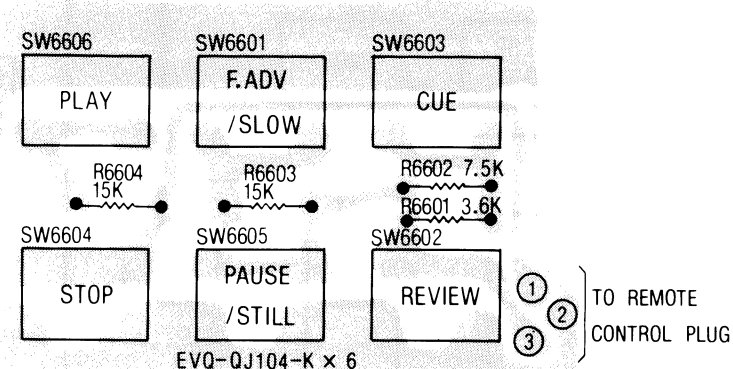 SW6606
SW6601
SW6603
PLAY
F.ADV
/SLOW
CUE
R6604
15K
R6603
15K
R6602 7.5K
R6601 3.6K
SW6604
SW6605
SW6602
STOP
PAUSE
/STILL
REVIEW
1
2
3
TO REMOTE
CONTROL PLUG
EVQ-QJ104-K × 6